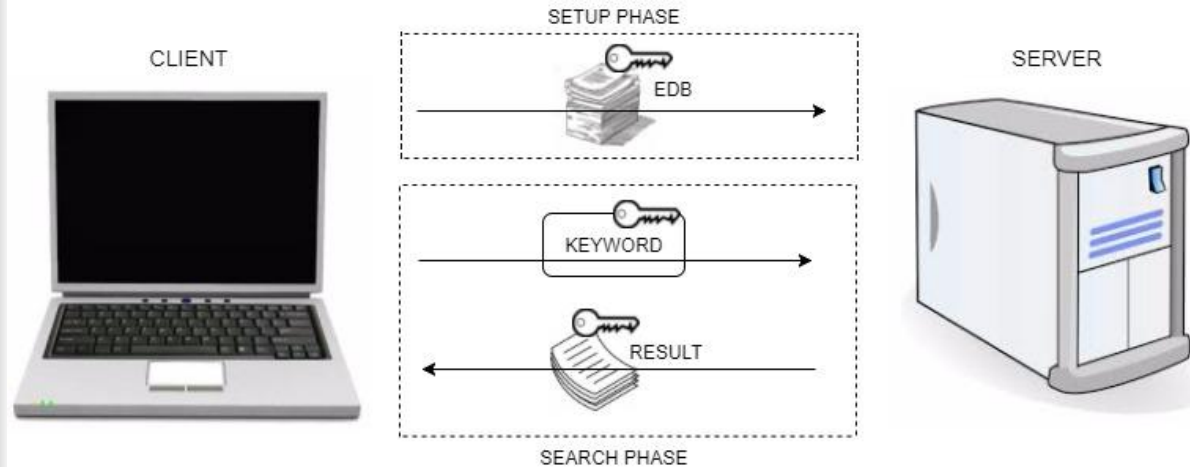 SETUP PHASE
CLIENT
SERVER
EDB
KEYWORD
RESULT
SEARCH PHASE